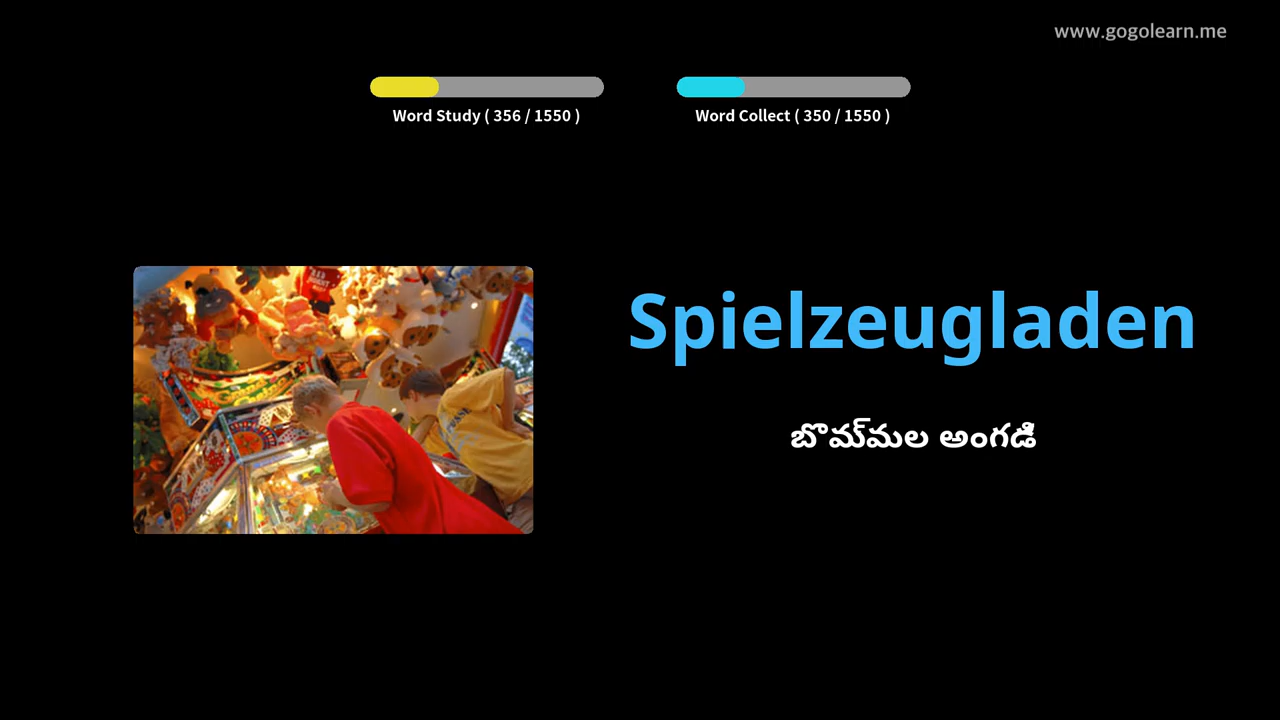 www.gogolearn.me
Word Study ( 356 / 1550 )
Word Collect ( 350 / 1550 )
Spielzeugladen
బొమ్మల అంగడి